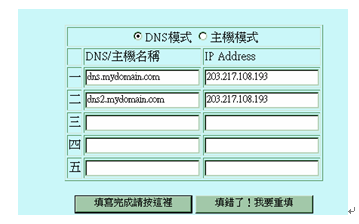 DNS模式 主機模式
DNS/主機名稱 IP Address
一 dns.mydomain.com 203.217.108.193
二 dns2.mydomain.com 203.217.108.193
三
四
五
填寫完成請按這裡 填錯了！我要重填